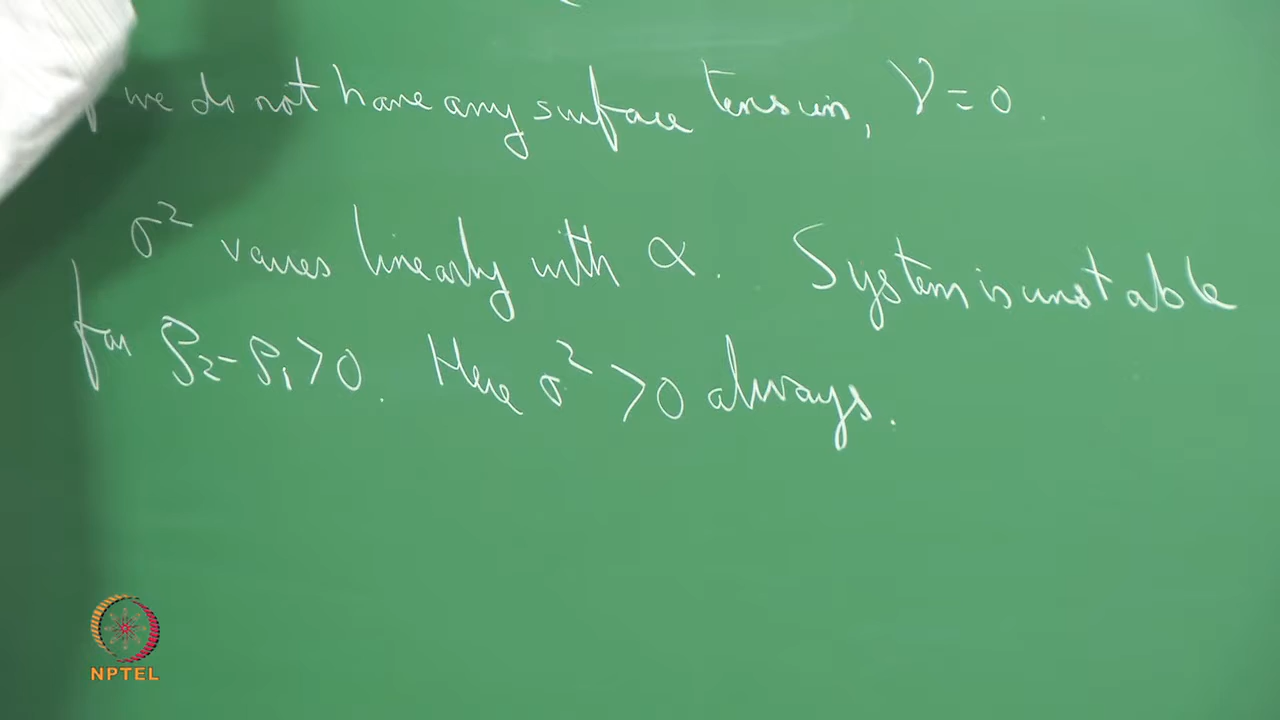 we do not have any surface tension, γ = 0.
σ² varies linearly with α. System is unstable
for ρ₂ - ρ₁ > 0. Here σ² > 0 always.
NPTEL